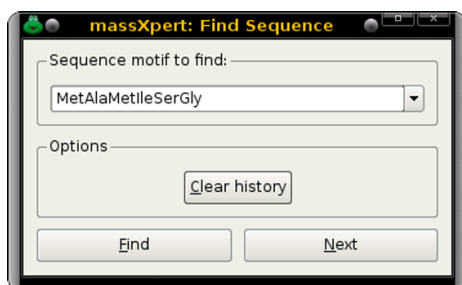 massXpert: Find Sequence
Sequence motif to find:
MetAlaMetIleSerGly
Options
Clear history
Find
Next